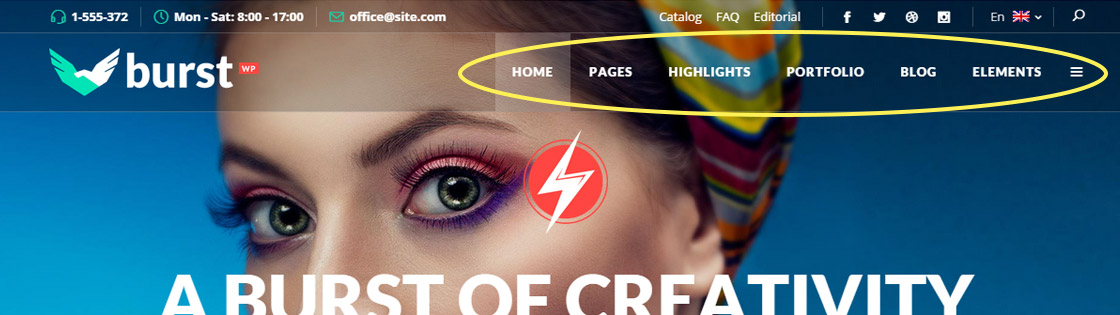 1-555-372 Mon - Sat: 8:00 - 17:00 office@site.com Catalog FAQ Editorial En
burst WP HOME PAGES HIGHLIGHTS PORTFOLIO BLOG ELEMENTS
A BURST OF CREATIVITY